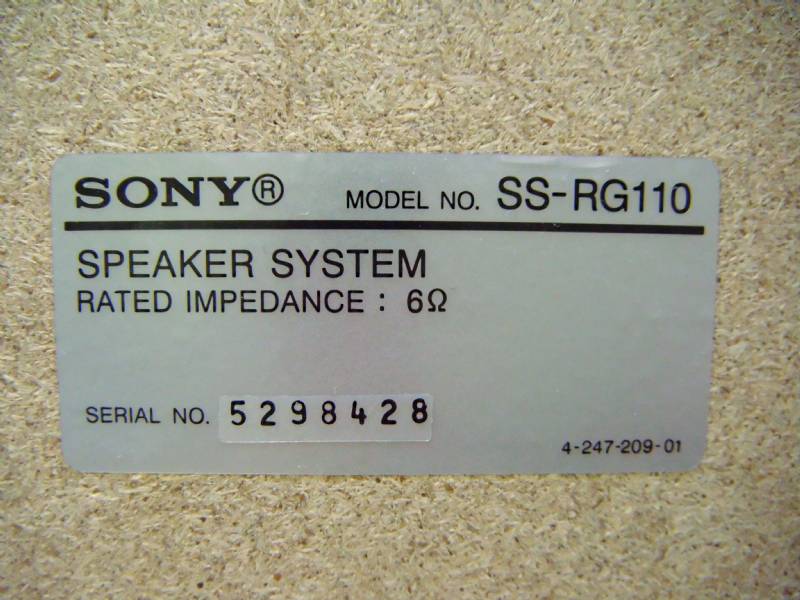 SONY® MODEL NO. SS-RG110
SPEAKER SYSTEM
RATED IMPEDANCE : 6Ω
SERIAL NO. 5298428
4-247-209-01